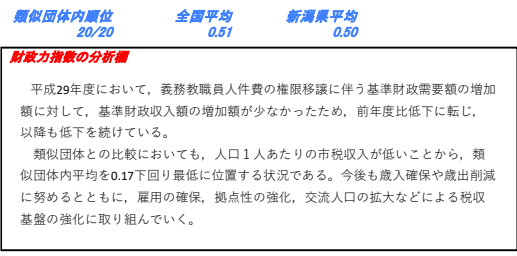 類似団体内順位 全国平均 新潟県平均
20/20 0.51 0.50
財政力指数の分析欄
平成29年度において，義務教職員人件費の権限移譲に伴う基準財政需要額の増加
額に対して，基準財政収入額の増加額が少なかったため，前年度比低下に転じ，
以降も低下を続けている。
類似団体との比較においても，人口１人あたりの市税収入が低いことから，類
似団体内平均を0.17下回り最低に位置する状況である。今後も歳入確保や歳出削減
に努めるとともに，雇用の確保，拠点性の強化，交流人口の拡大などによる税収
基盤の強化に取り組んでいく。